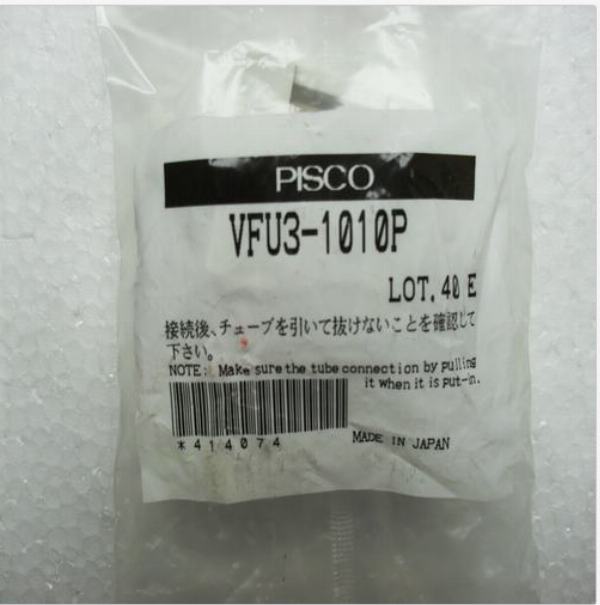 PISCO
VFU3-1010P
LOT. 40 E
接続後、チューブを引いて抜けないことを確認して
下さい。
NOTE: Make sure the tube connection by pulling
it when it is put-in.
*414074
MADE IN JAPAN